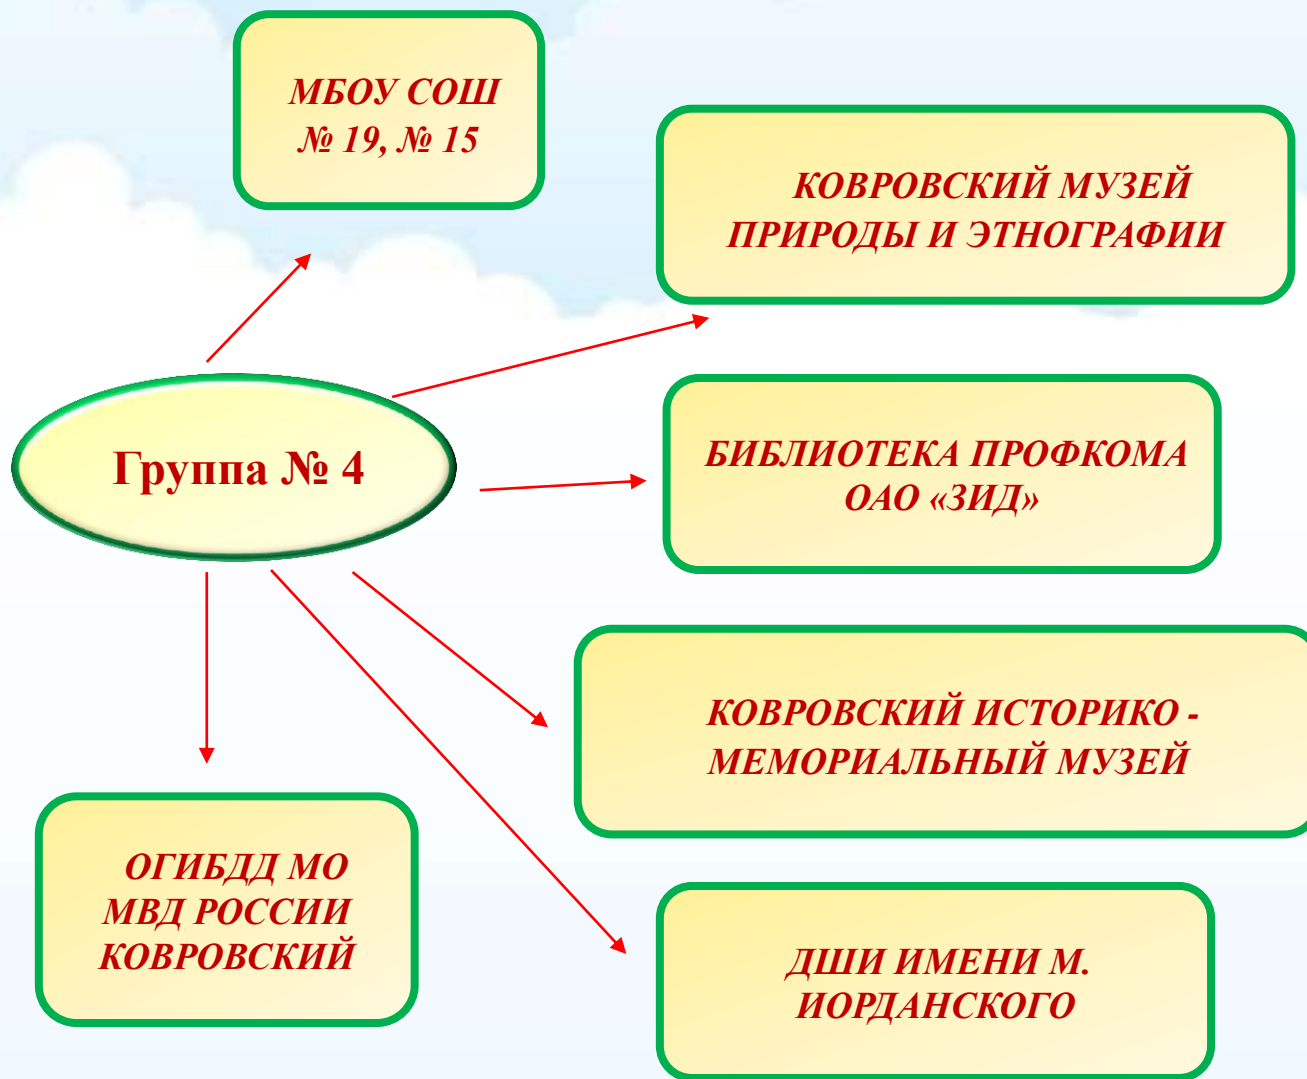 МБОУ СОШ
№ 19, № 15
КОВРОВСКИЙ МУЗЕЙ
ПРИРОДЫ И ЭТНОГРАФИИ
Группа № 4
БИБЛИОТЕКА ПРОФКОМА
ОАО «ЗИД»
КОВРОВСКИЙ ИСТОРИКО -
МЕМОРИАЛЬНЫЙ МУЗЕЙ
ОГИБДД МО
МВД РОССИИ
КОВРОВСКИЙ
ДШИ ИМЕНИ М.
ИОРДАНСКОГО